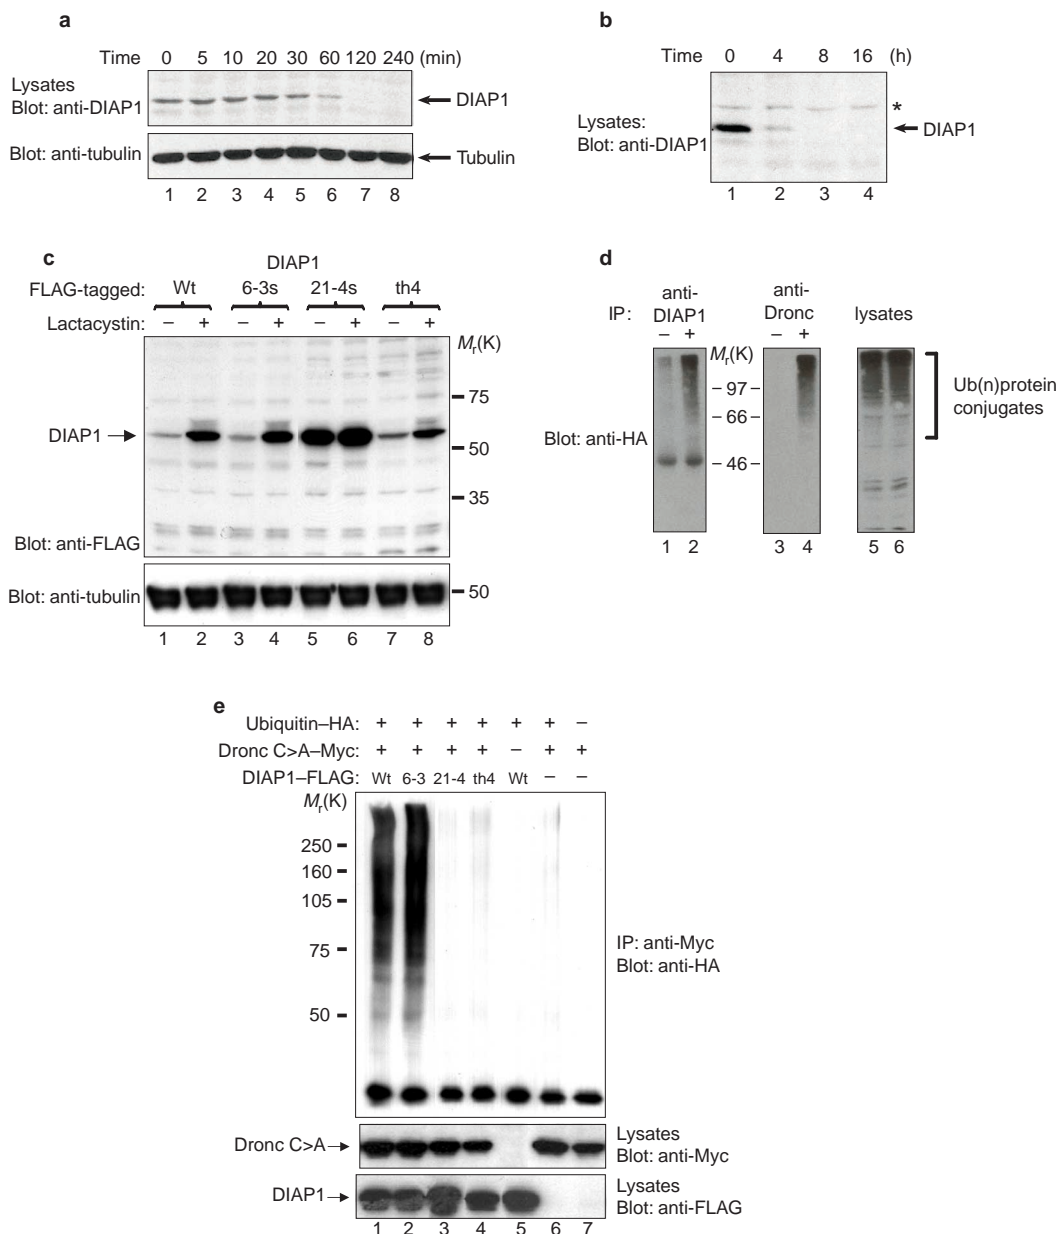 a
Time 0 5 10 20 30 60 120 240 (min)
Lysates
Blot: anti-DIAP1
DIAP1
Blot: anti-tubulin
Tubulin
1 2 3 4 5 6 7 8
b
Time 0 4 8 16 (h)
*
Lysates:
Blot: anti-DIAP1
DIAP1
1 2 3 4
c
DIAP1
FLAG-tagged: Wt 6-3s 21-4s th4
Lactacystin: – + – + – + – +
Mr(K)
75
DIAP1
50
35
Blot: anti-FLAG
Blot: anti-tubulin
50
1 2 3 4 5 6 7 8
d
IP: anti-DIAP1 anti-Dronc lysates
– + – +
Mr(K)
– 97 –
– 66 –
– 46 –
Ub(n)protein
conjugates
Blot: anti-HA
1 2 3 4 5 6
e
Ubiquitin–HA: + + + + + + –
Dronc C>A–Myc: + + + + – + +
DIAP1–FLAG: Wt 6-3 21-4 th4 Wt – –
Mr(K)
250
160
105
75
50
IP: anti-Myc
Blot: anti-HA
Dronc C>A
Lysates
Blot: anti-Myc
DIAP1
Lysates
Blot: anti-FLAG
1 2 3 4 5 6 7